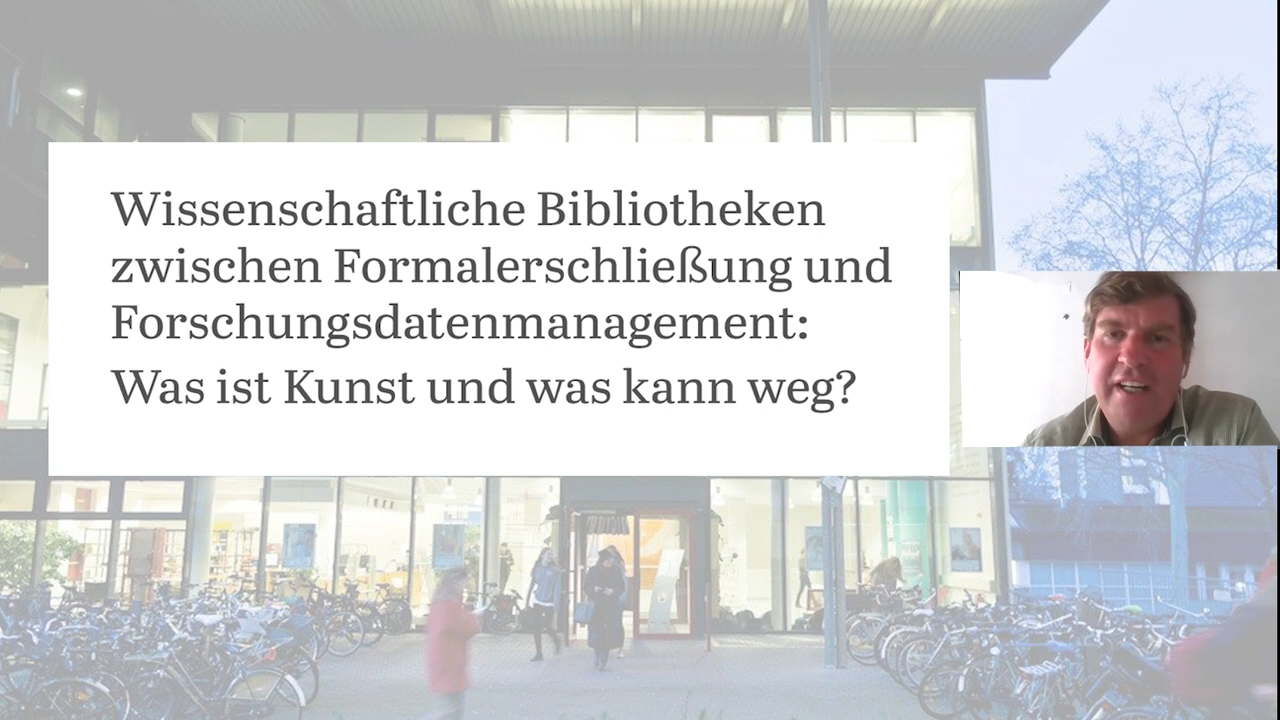 Wissenschaftliche Bibliotheken
zwischen Formalerschließung und
Forschungsdatenmanagement:
Was ist Kunst und was kann weg?